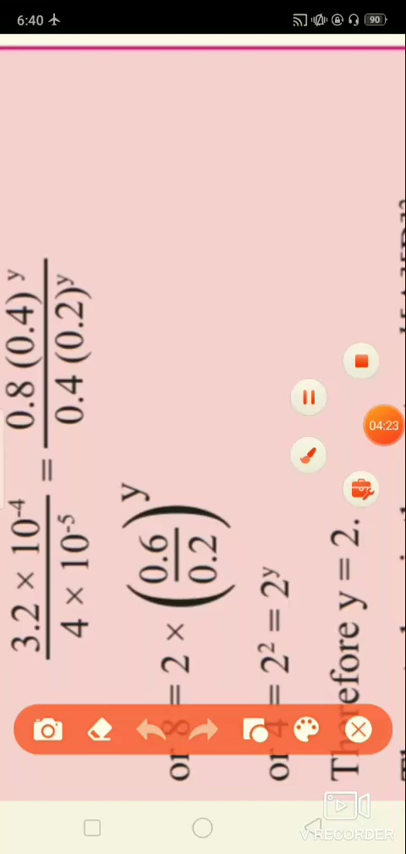 6:40
90
3.2 × 10⁻⁴ / 4 × 10⁻⁵ = 0.8 (0.4)ʸ / 0.4 (0.2)ʸ
or 8 = 2 × (0.6 / 0.2)ʸ
or 4 = 2² = 2ʸ
Therefore y = 2.
04:23
V RECORDER